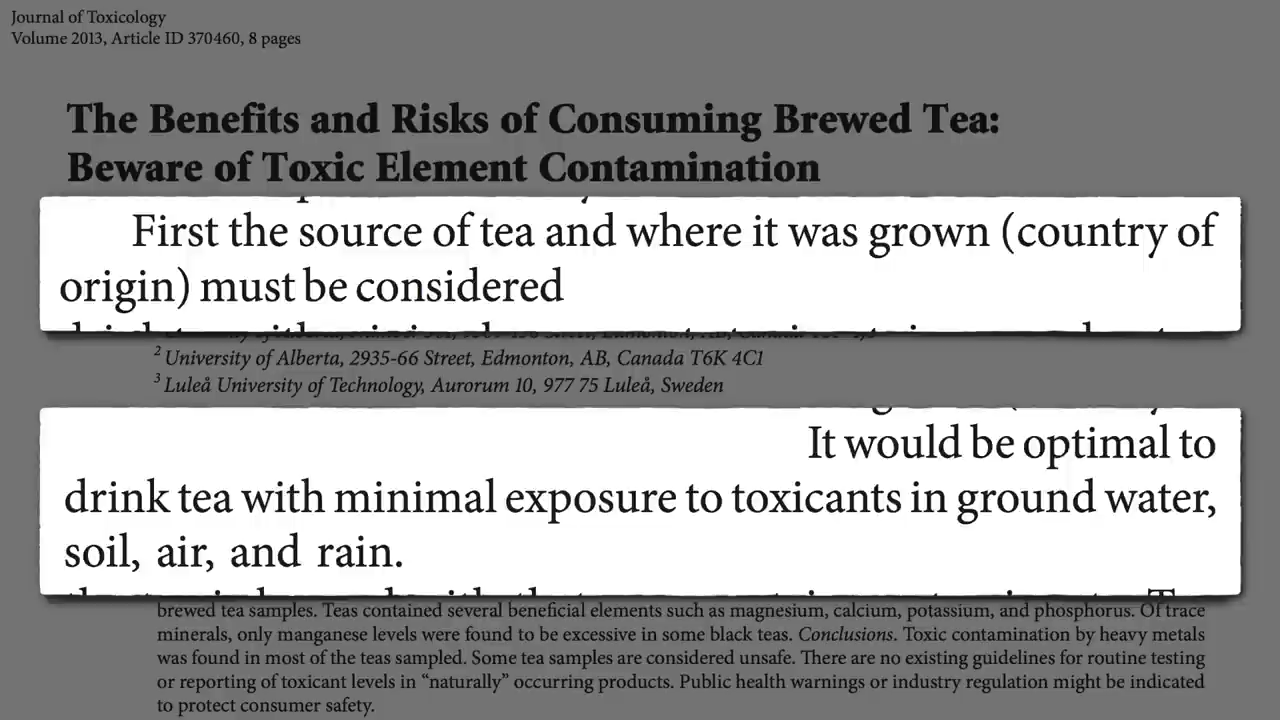 Journal of Toxicology
Volume 2013, Article ID 370460, 8 pages
The Benefits and Risks of Consuming Brewed Tea:
Beware of Toxic Element Contamination
First the source of tea and where it was grown (country of
origin) must be considered
² University of Alberta, 2935-66 Street, Edmonton, AB, Canada T6K 4C1
³ Luleå University of Technology, Aurorum 10, 977 75 Luleå, Sweden
It would be optimal to
drink tea with minimal exposure to toxicants in ground water,
soil, air, and rain.
brewed tea samples. Teas contained several beneficial elements such as magnesium, calcium, potassium, and phosphorus. Of trace
minerals, only manganese levels were found to be excessive in some black teas. Conclusions. Toxic contamination by heavy metals
was found in most of the teas sampled. Some tea samples are considered unsafe. There are no existing guidelines for routine testing
or reporting of toxicant levels in “naturally” occurring products. Public health warnings or industry regulation might be indicated
to protect consumer safety.